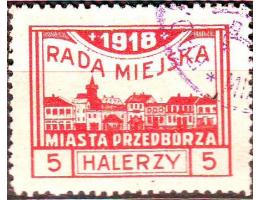 1918
RADA MIEJSKA
MIASTA PRZEDBORZA
5 HALERZY 5